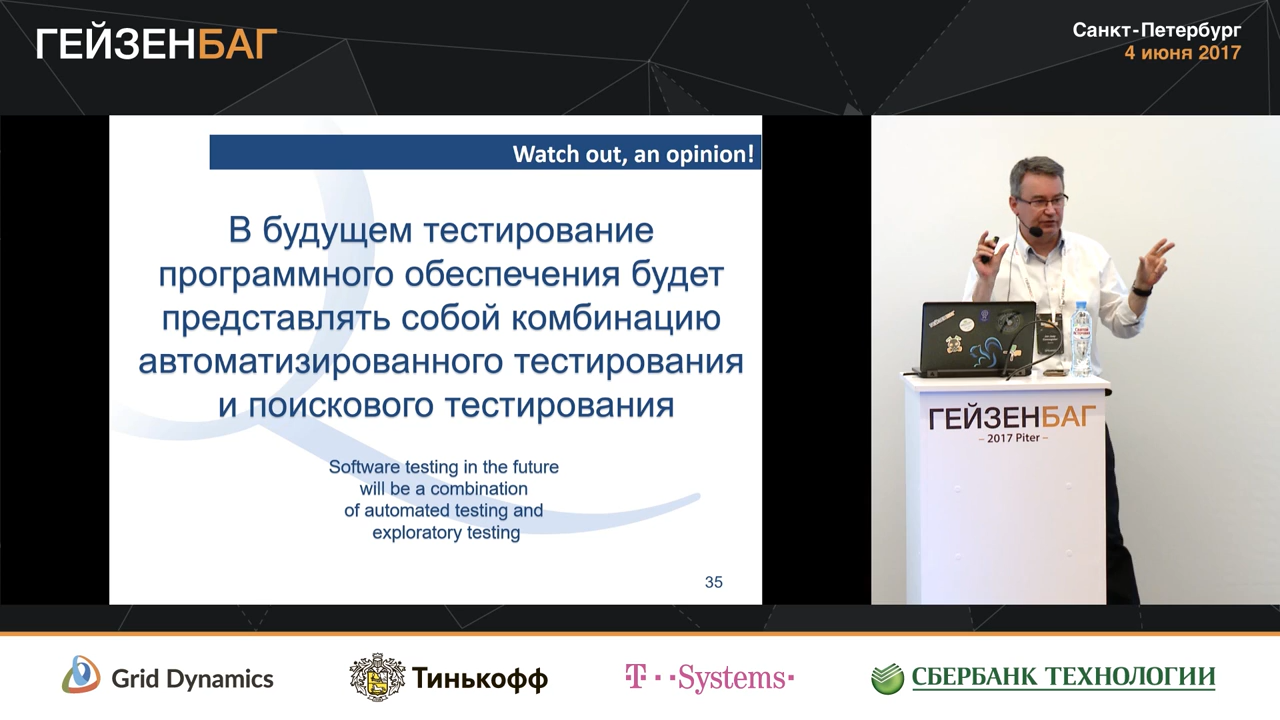 ГЕЙЗЕНБАГ
Санкт-Петербург
4 июня 2017
Watch out, an opinion!
В будущем тестирование
программного обеспечения будет
представлять собой комбинацию
автоматизированного тестирования
и поискового тестирования
Software testing in the future
will be a combination
of automated testing and
exploratory testing
35
ГЕЙЗЕНБАГ
– 2017 Piter –
Grid Dynamics
Тинькофф
T··Systems·
СБЕРБАНК ТЕХНОЛОГИИ